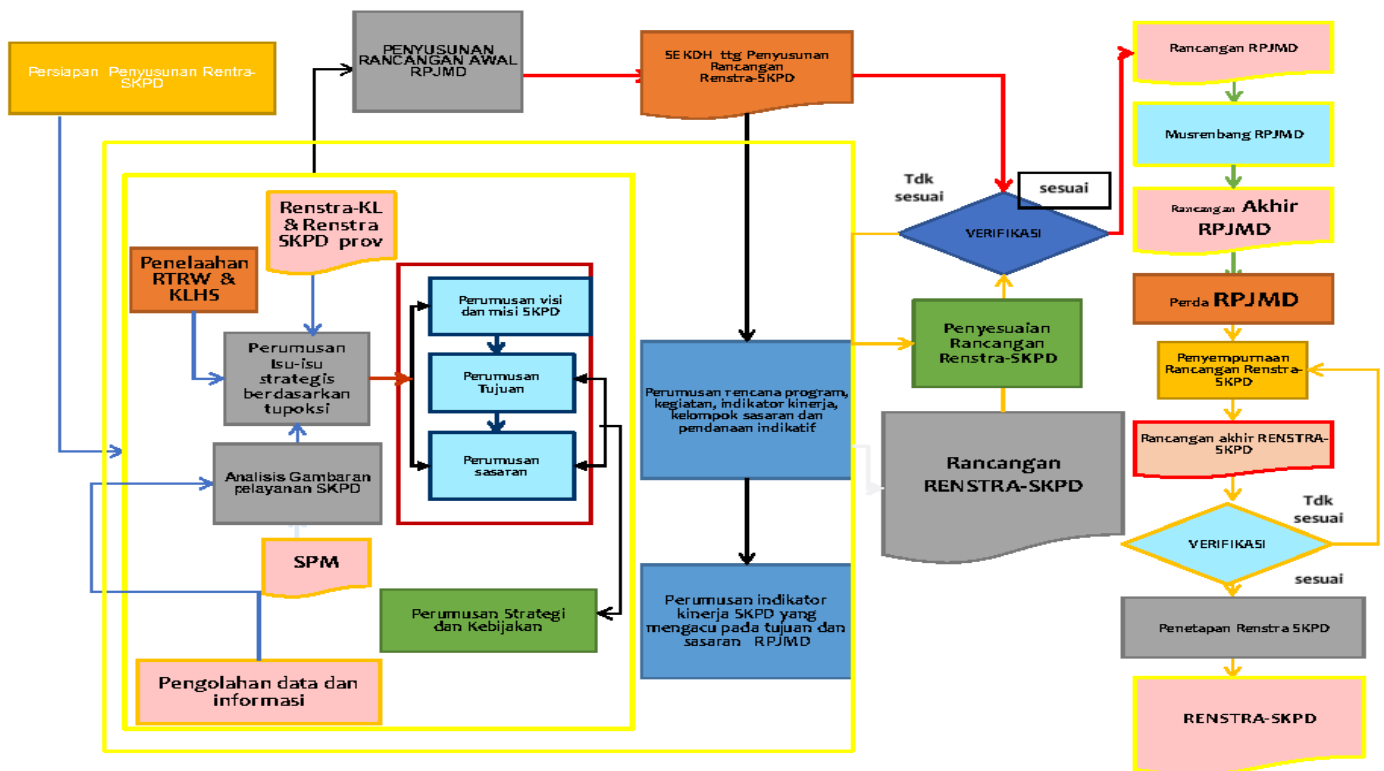 Persiapan Penyusunan Rentra-
SKPD
PENYUSUNAN
RANCANGAN AWAL
RPJMD
SEKDH ttg Penyusunan
Rancangan
Renstra-SKPD
Rancangan RPJMD
Musrenbang RPJMD
Rancangan Akhir
RPJMD
Perda RPJMD
Penyempurnaan
Rancangan Renstra-
SKPD
Rancangan akhir RENSTRA-
SKPD
VERIFIKASI
Tdk
sesuai
sesuai
Penetapan Renstra SKPD
RENSTRA-SKPD
Tdk
sesuai
sesuai
VERIFIKASI
Penyesuaian
Rancangan
Renstra-SKPD
Rancangan
RENSTRA-SKPD
Renstra-KL
& Renstra
SKPD prov
Penelaahan
RTRW &
KLHS
Perumusan
Isu-isu
strategis
berdasarkan
tupoksi
Analisis Gambaran
pelayanan SKPD
SPM
Pengolahan data dan
informasi
Perumusan visi
dan misi SKPD
Perumusan
Tujuan
Perumusan
sasaran
Perumusan Strategi
dan Kebijakan
Perumusan rencana program,
kegiatan, indikator kinerja,
kelompok sasaran dan
pendanaan indikatif
Perumusan indikator
kinerja SKPD yang
mengacu pada tujuan dan
sasaran RPJMD